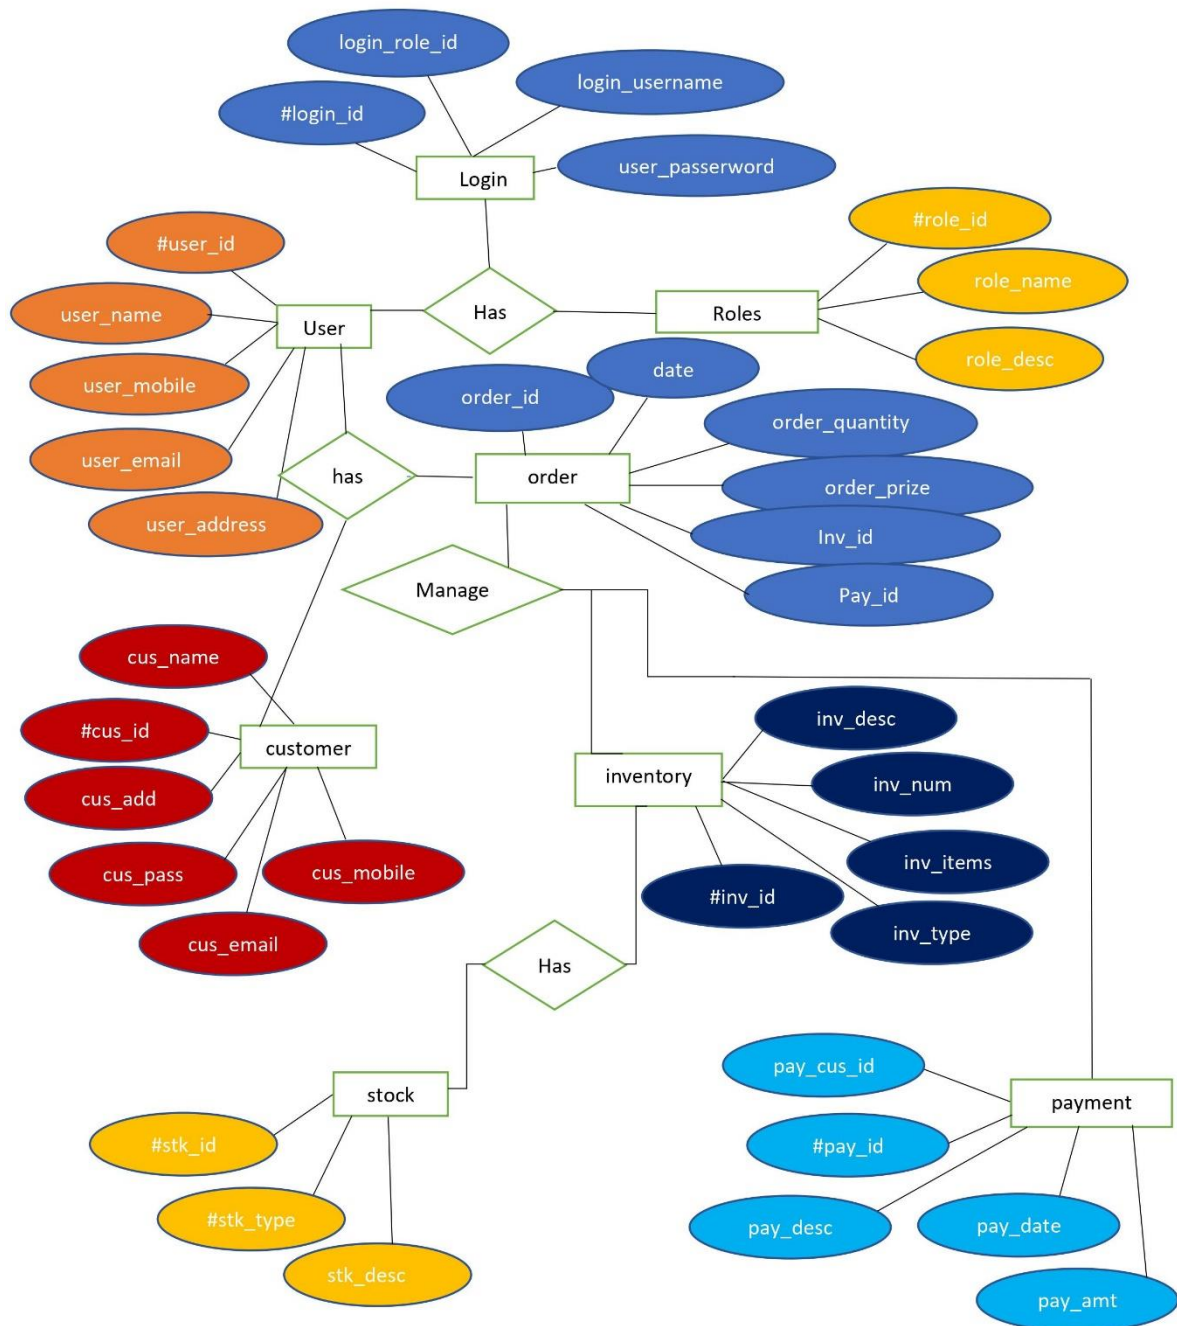 login_role_id
login_username
#login_id
user_passerword
Login
#role_id
#user_id
role_name
user_name
Has
Roles
User
role_desc
date
user_mobile
order_id
order_quantity
user_email
has
order
order_prize
user_address
Inv_id
Manage
Pay_id
cus_name
inv_desc
#cus_id
customer
inventory
inv_num
cus_add
inv_items
cus_pass
cus_mobile
#inv_id
inv_type
cus_email
Has
pay_cus_id
stock
payment
#stk_id
#pay_id
#stk_type
pay_desc
pay_date
stk_desc
pay_amt